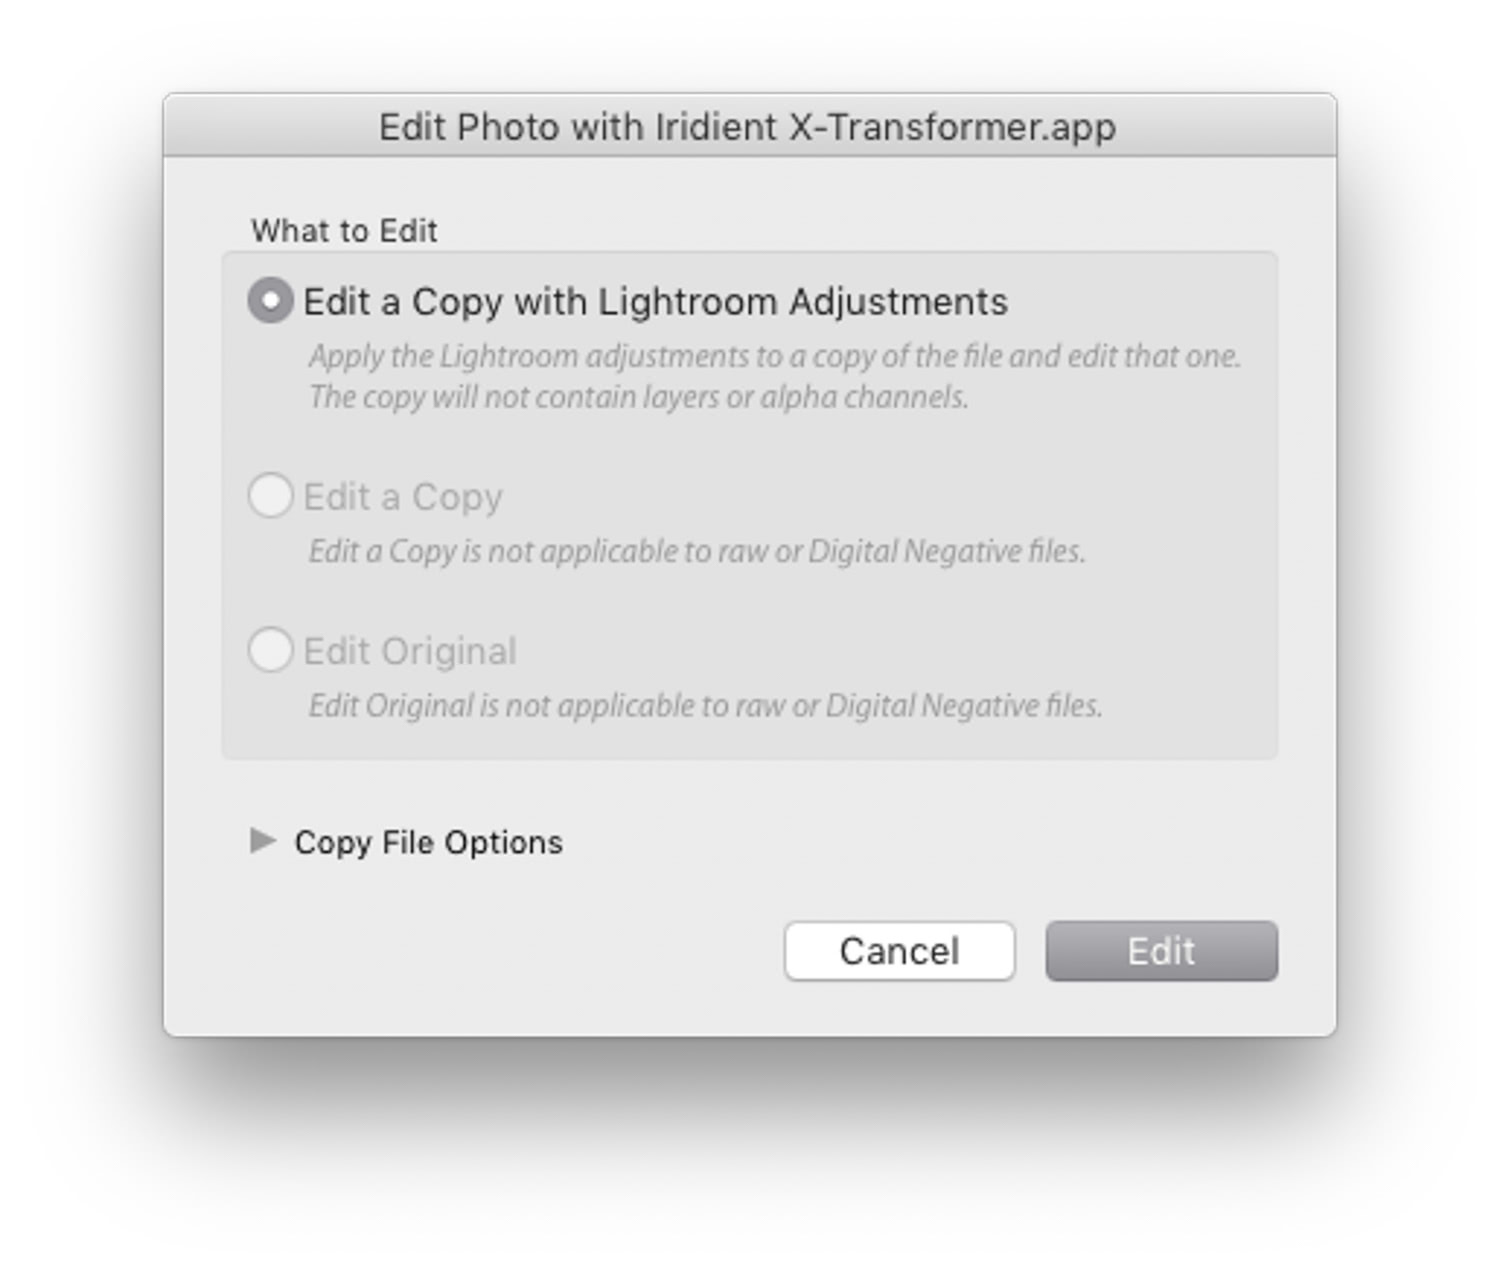 Edit Photo with Iridient X-Transformer.app
What to Edit
Edit a Copy with Lightroom Adjustments
Apply the Lightroom adjustments to a copy of the file and edit that one.
The copy will not contain layers or alpha channels.
Edit a Copy
Edit a Copy is not applicable to raw or Digital Negative files.
Edit Original
Edit Original is not applicable to raw or Digital Negative files.
Copy File Options
Cancel
Edit